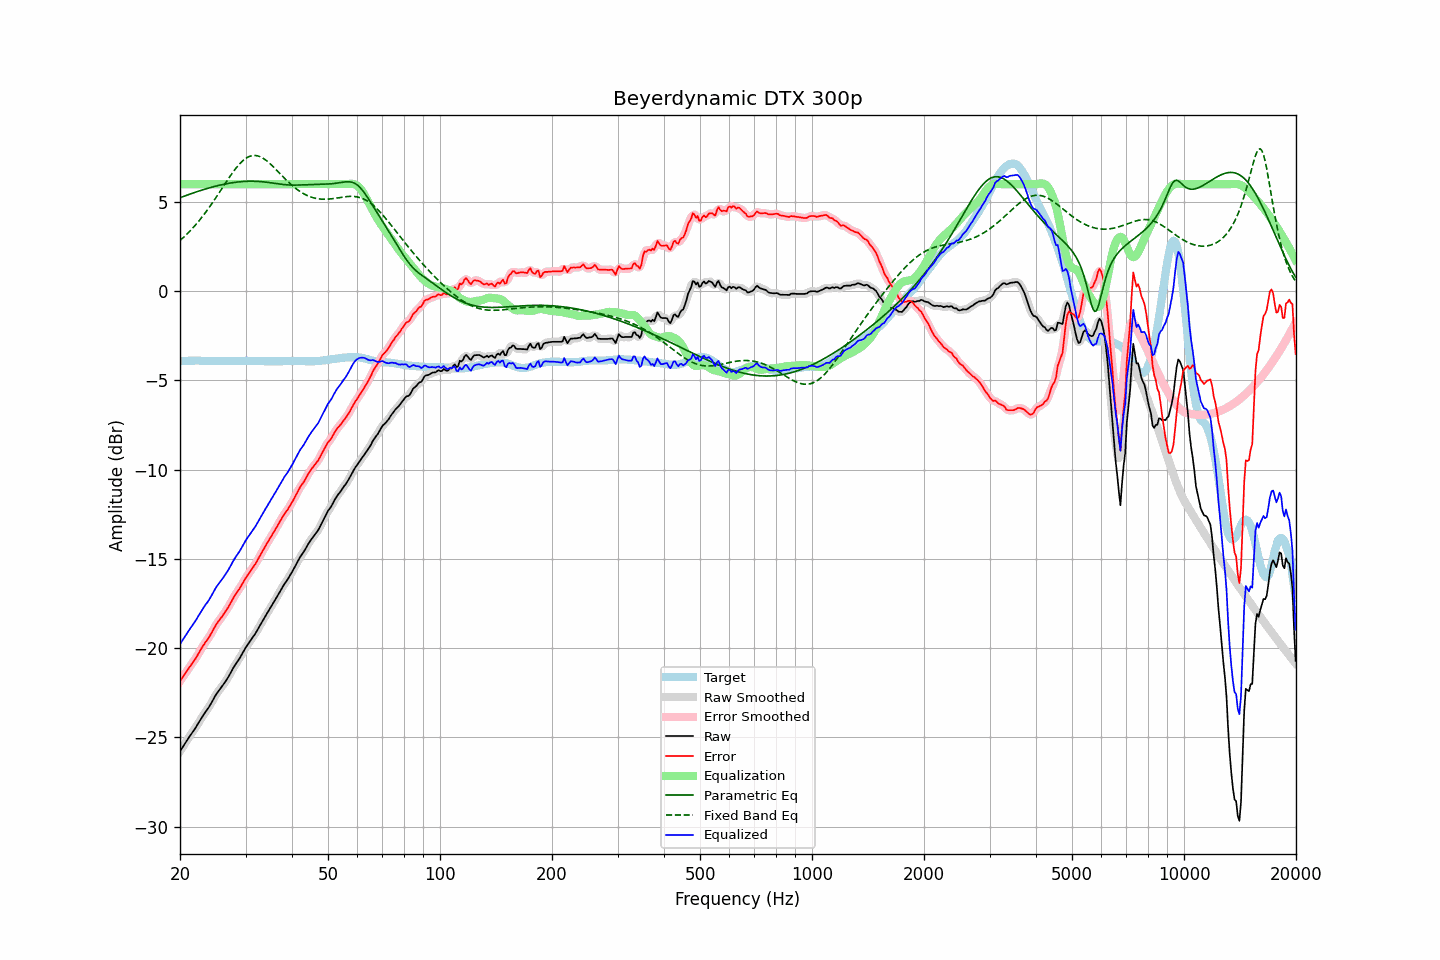 Beyerdynamic DTX 300p
Amplitude (dBr)
5
0
−5
−10
−15
−20
−25
−30
Target
Raw Smoothed
Error Smoothed
Raw
Error
Equalization
Parametric Eq
Fixed Band Eq
Equalized
20 50 100 200 500 1000 2000 5000 10000 20000
Frequency (Hz)